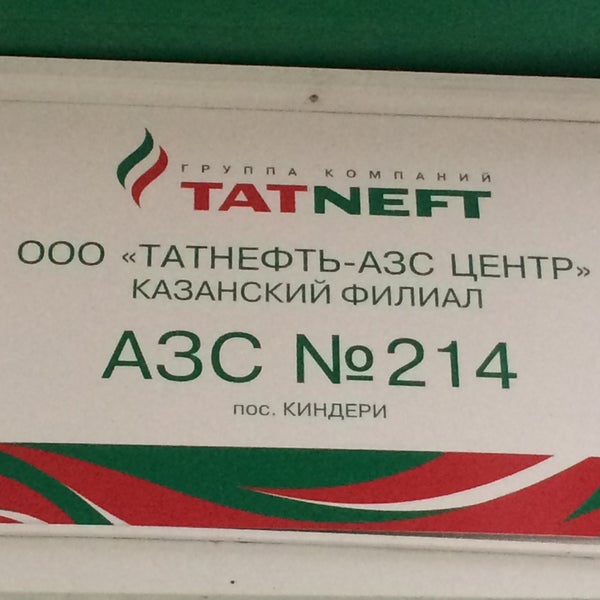 ГРУППА КОМПАНИЙ
TATNEFT
ООО «ТАТНЕФТЬ-АЗС ЦЕНТР»
КАЗАНСКИЙ ФИЛИАЛ
АЗС №214
пос. КИНДЕРИ